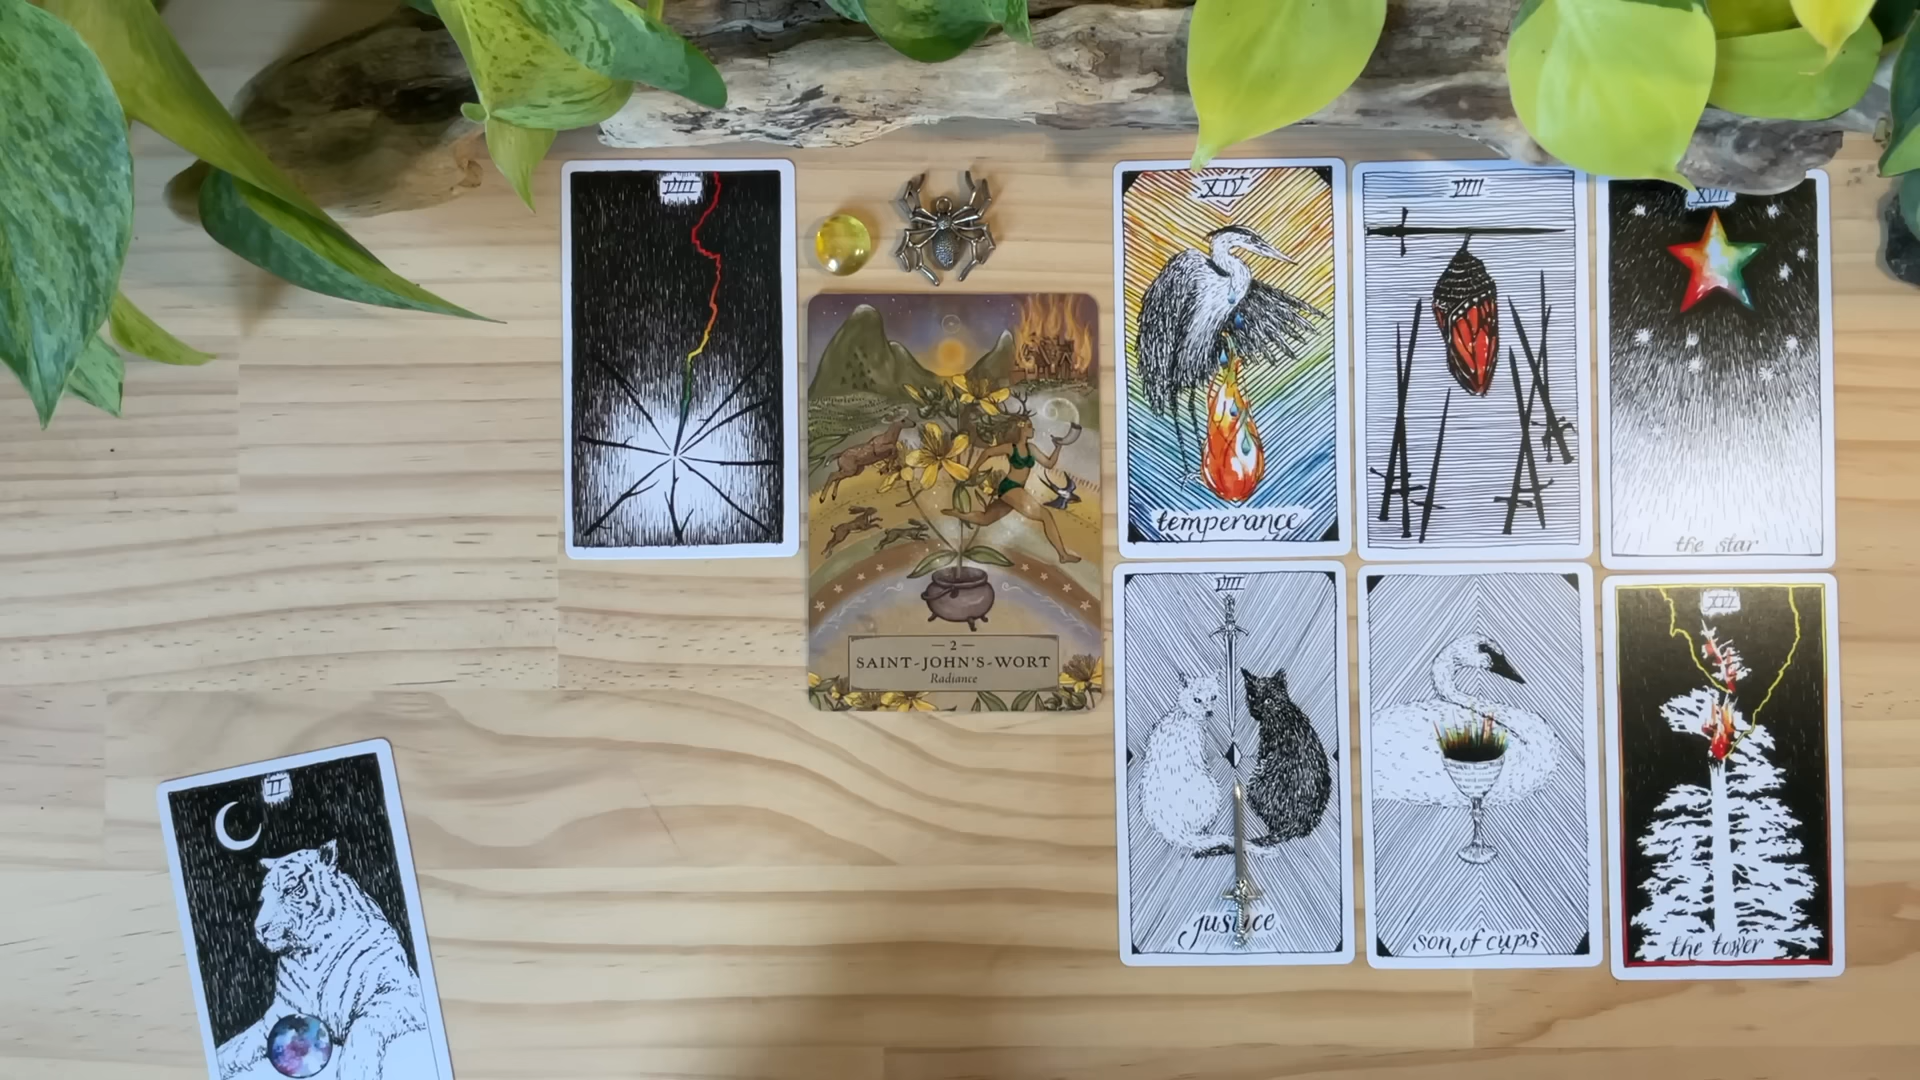 VIII
XIV
temperance
VIII
XVII
the star
— 2 —
SAINT-JOHN'S-WORT
Radiance
VIII
justice
son of cups
XVI
the tower
II